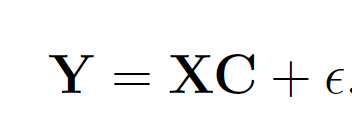 Y = XC + ϵ.